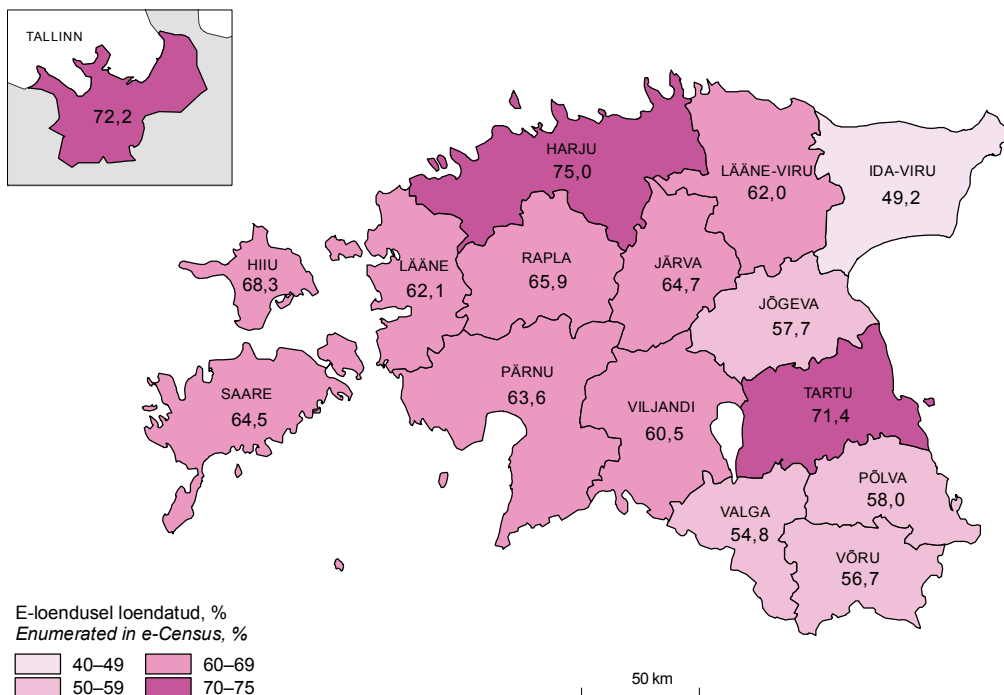 TALLINN
72,2
HARJU
75,0
LÄÄNE-VIRU
62,0
IDA-VIRU
49,2
HIIU
68,3
LÄÄNE
62,1
RAPLA
65,9
JÄRVA
64,7
JÕGEVA
57,7
SAARE
64,5
PÄRNU
63,6
VILJANDI
60,5
TARTU
71,4
PÕLVA
58,0
VALGA
54,8
VÕRU
56,7
E-loendusel loendatud, %
Enumerated in e-Census, %
40–49 60–69
50–59 70–75
50 km